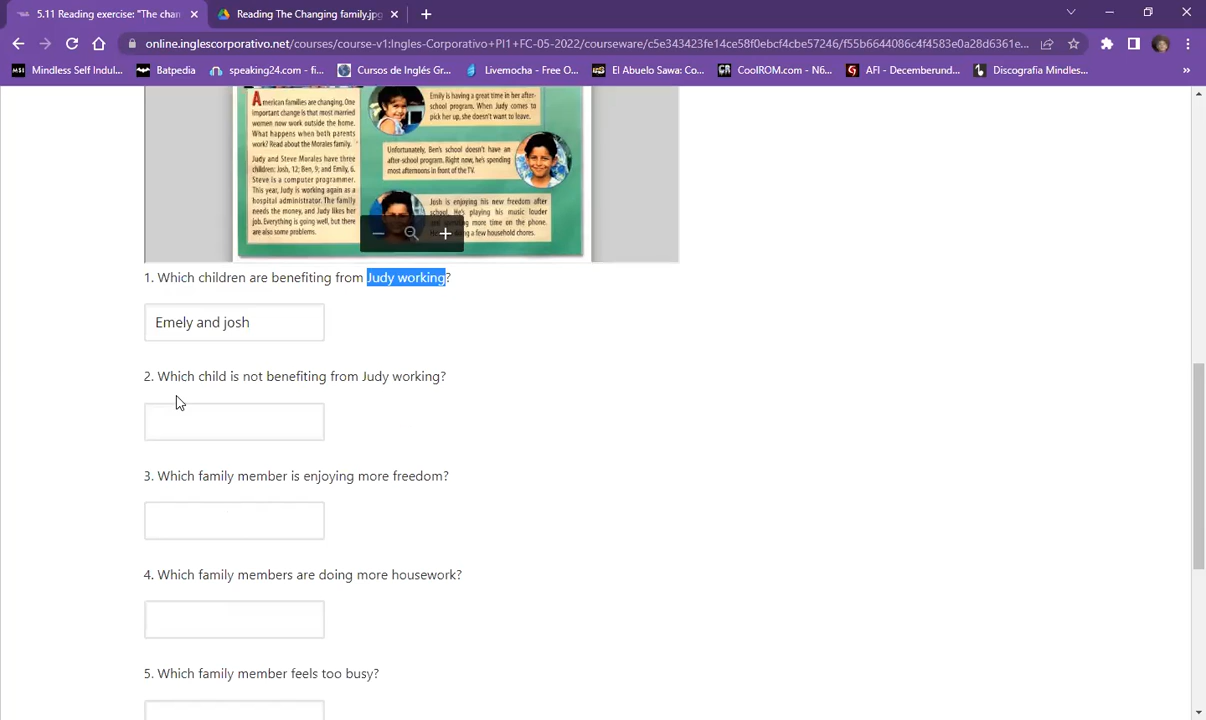 5.11 Reading exercise: "The chan
Reading The Changing family.jpg
online.inglescorporativo.net/courses/course-v1:Ingles-Corporativo+PI1+FC-05-2022/courseware/c5e343423fe14ce58f0ebcf4cbe57246/f55b6644086c4f4583e0a28d6361e...
Mindless Self Indul...
Batpedia
speaking24.com - fi...
Cursos de Inglés Gr...
Livemocha - Free O...
El Abuelo Sawa: Co...
CoolROM.com - N6...
AFI - Decemberund...
Discografia Mindles...
American families are changing. One
important change is that most married
women now work outside the home.
What happens when both parents
work? Read about the Morales family.
Judy and Steve Morales have three
children: Josh, 12; Ben, 9; and Emily, 6.
Steve is a computer programmer.
This year, Judy is working again as a
hospital administrator. The family
needs the money, and Judy likes her
job. Everything is going well, but there
are also some problems.
Emily is having a great time in her after-
school program. When Judy comes to
pick her up, she doesn't want to leave.
Unfortunately, Ben's school doesn't have an
after-school program. Right now, he's spending
most afternoons in front of the TV.
Josh is enjoying his new freedom after
school. He's playing his music louder
and spending more time on the phone.
doing a few household chores.
1. Which children are benefiting from Judy working?
Emely and josh
2. Which child is not benefiting from Judy working?
3. Which family member is enjoying more freedom?
4. Which family members are doing more housework?
5. Which family member feels too busy?